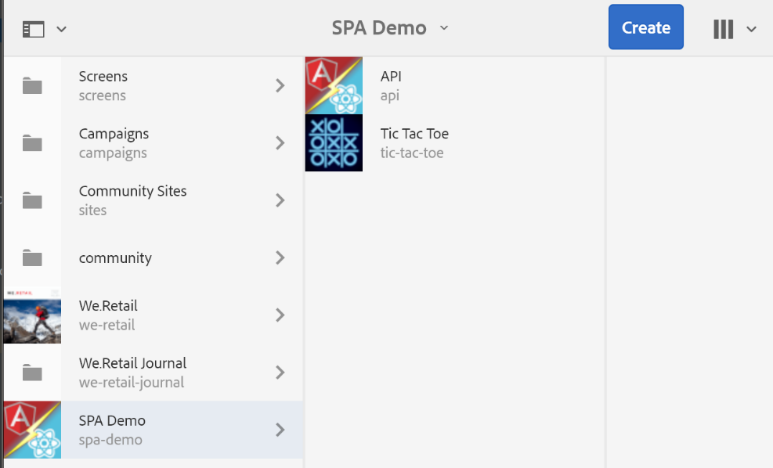 SPA Demo
Create
Screens
screens
Campaigns
campaigns
Community Sites
sites
community
We.Retail
we-retail
We.Retail Journal
we-retail-journal
SPA Demo
spa-demo
API
api
Tic Tac Toe
tic-tac-toe